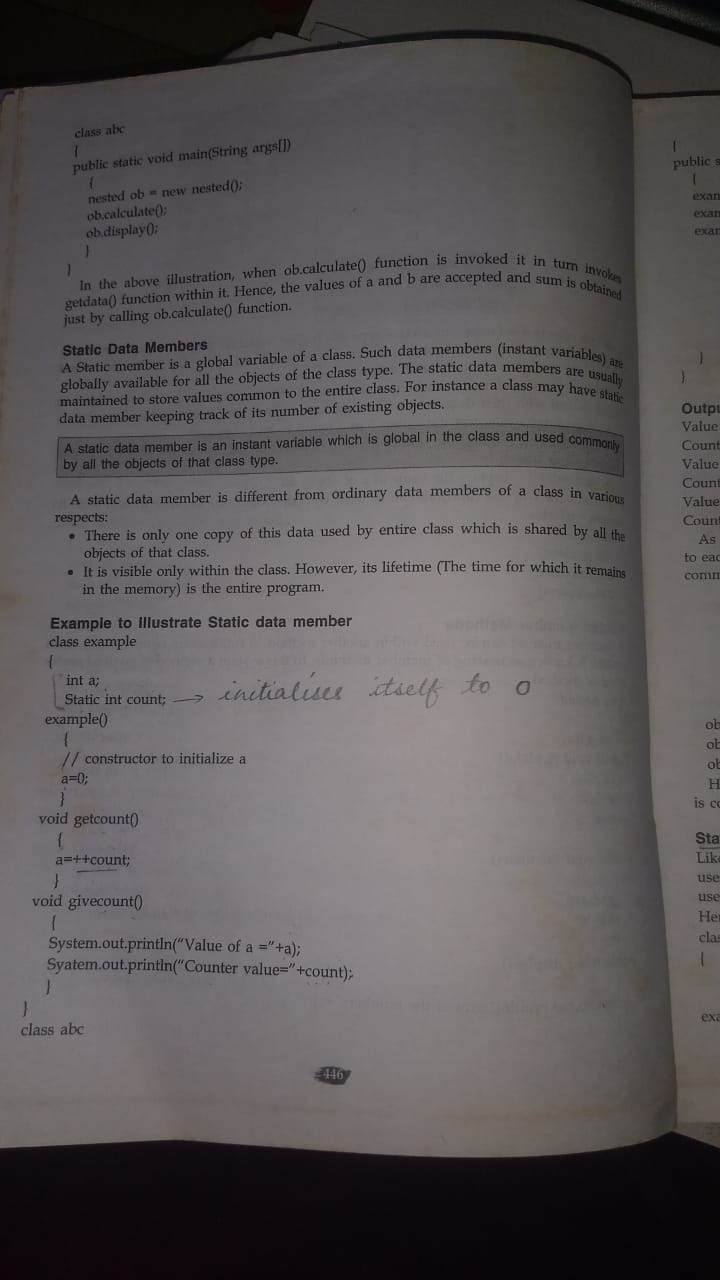 class abc
{
public static void main(String args[])
{
nested ob = new nested();
ob.calculate();
ob.display();
}
}
In the above illustration, when ob.calculate() function is invoked it in turn invokes
getdata() function within it. Hence, the values of a and b are accepted and sum is obtained
just by calling ob.calculate() function.
Static Data Members
A Static member is a global variable of a class. Such data members (instant variables) are
globally available for all the objects of the class type. The static data members are usually
maintained to store values common to the entire class. For instance a class may have static
data member keeping track of its number of existing objects.
A static data member is an instant variable which is global in the class and used commonly
by all the objects of that class type.
A static data member is different from ordinary data members of a class in various
respects:
• There is only one copy of this data used by entire class which is shared by all the
objects of that class.
• It is visible only within the class. However, its lifetime (The time for which it remains
in the memory) is the entire program.
Example to Illustrate Static data member
class example
{
int a;
Static int count; → initialises itself to 0
example()
{
// constructor to initialize a
a=0;
}
void getcount()
{
a=++count;
}
void givecount()
{
System.out.println("Value of a ="+a);
Syatem.out.println("Counter value="+count);
}
}
class abc
446
{
public s
{
exam
exam
exam
}
}
Outpu
Value
Count
Value
Count
Value
Count
As
to eac
comm
ob
ob
ob
H
is co
Sta
Like
use
use
Her
clas
{
exa